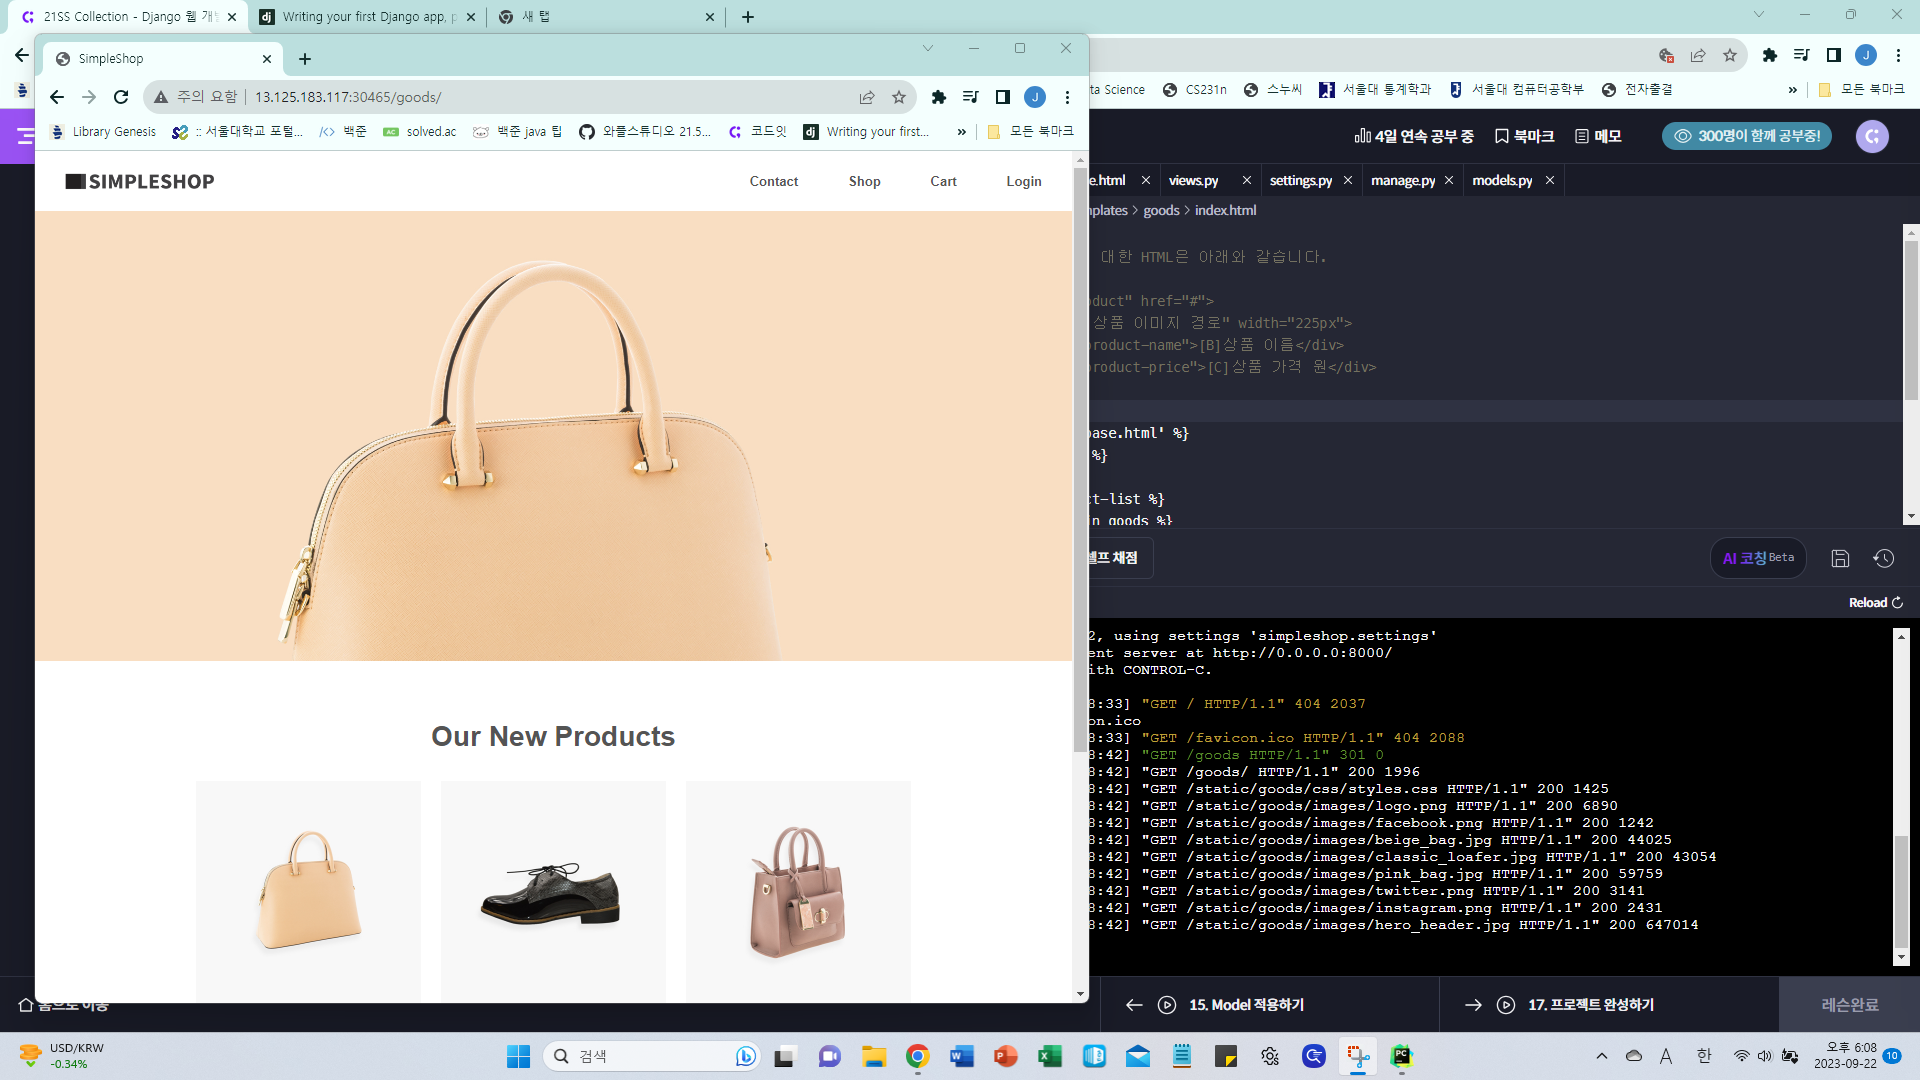 21SS Collection - Django 웹 개발
Writing your first Django app, p
새 탭
SimpleShop
주의 요함
13.125.183.117:30465/goods/
J
J
Library Genesis
:: 서울대학교 포털...
백준
solved.ac
백준 java 팁
와플스튜디오 21.5...
코드잇
Writing your first...
»
모든 북마크
ta Science
CS231n
스누씨
서울대 통계학과
서울대 컴퓨터공학부
전자출결
»
모든 북마크
SIMPLESHOP
Contact
Shop
Cart
Login
Our New Products
4일 연속 공부 중
북마크
메모
300명이 함께 공부중!
e.html
views.py
settings.py
manage.py
models.py
nplates > goods > index.html
대한 HTML은 아래와 같습니다.
oduct" href="#">
상품 이미지 경로" width="225px">
product-name">[B]상품 이름</div>
product-price">[C]상품 가격 원</div>
base.html' %}
%}
ct-list %}
in goods %}
셀프 채점
AI 코칭 Beta
Reload
2, using settings 'simpleshop.settings'
ent server at http://0.0.0.0:8000/
ith CONTROL-C.
8:33] "GET / HTTP/1.1" 404 2037
on.ico
8:33] "GET /favicon.ico HTTP/1.1" 404 2088
8:42] "GET /goods HTTP/1.1" 301 0
8:42] "GET /goods/ HTTP/1.1" 200 1996
8:42] "GET /static/goods/css/styles.css HTTP/1.1" 200 1425
8:42] "GET /static/goods/images/logo.png HTTP/1.1" 200 6890
8:42] "GET /static/goods/images/facebook.png HTTP/1.1" 200 1242
8:42] "GET /static/goods/images/beige_bag.jpg HTTP/1.1" 200 44025
8:42] "GET /static/goods/images/classic_loafer.jpg HTTP/1.1" 200 43054
8:42] "GET /static/goods/images/pink_bag.jpg HTTP/1.1" 200 59759
8:42] "GET /static/goods/images/twitter.png HTTP/1.1" 200 3141
8:42] "GET /static/goods/images/instagram.png HTTP/1.1" 200 2431
8:42] "GET /static/goods/images/hero_header.jpg HTTP/1.1" 200 647014
홈으로 이동
15. Model 적용하기
17. 프로젝트 완성하기
레슨완료
USD/KRW
-0.34%
검색
A
한
오후 6:08
2023-09-22
10